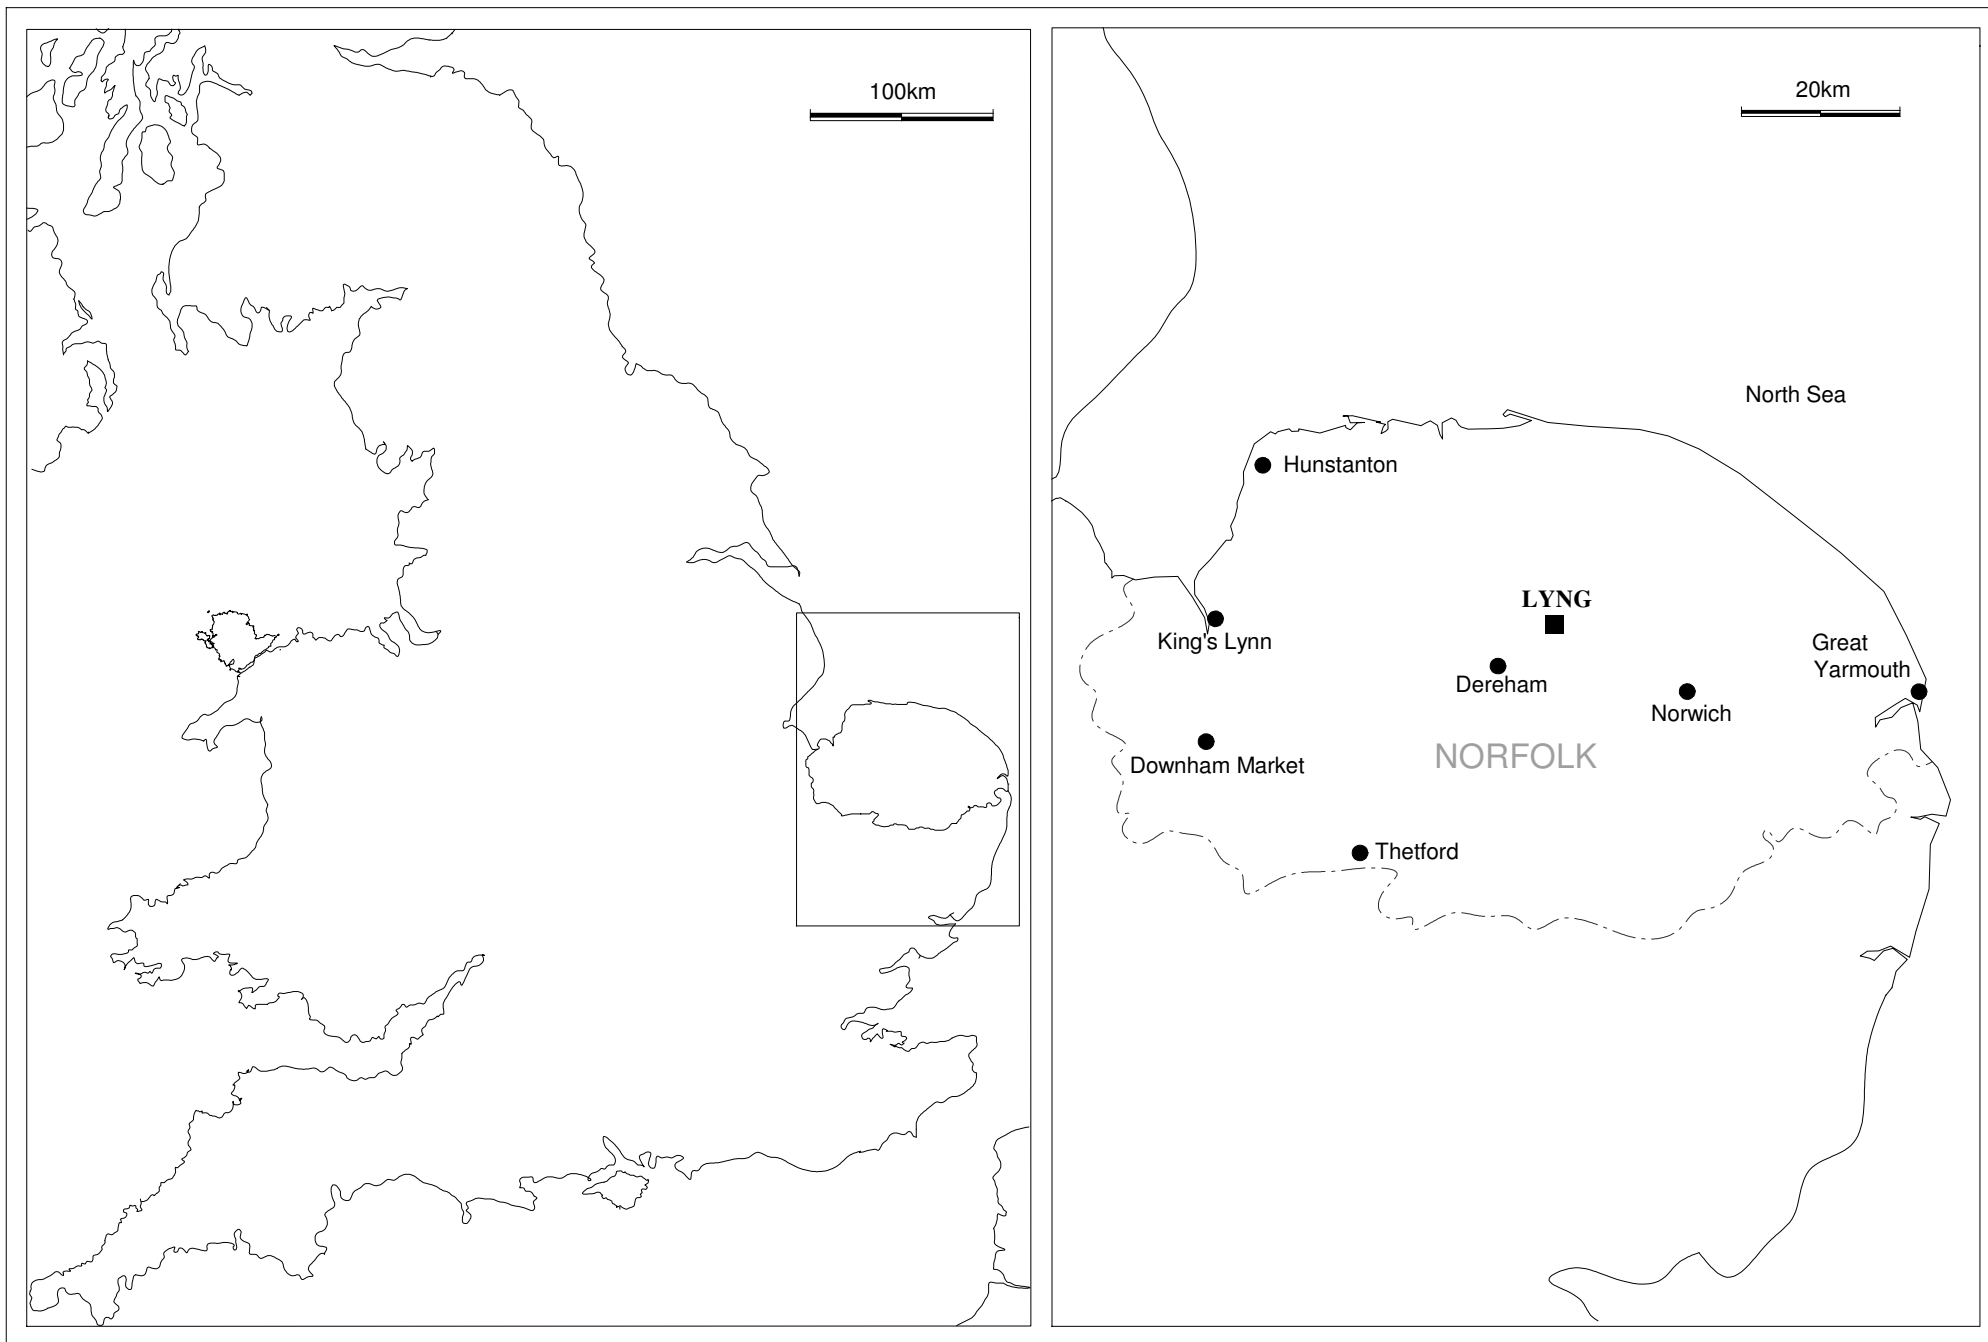 100km
20km
North Sea
Hunstanton
LYNG
King's Lynn
Great
Yarmouth
Dereham
Norwich
NORFOLK
Downham Market
Thetford